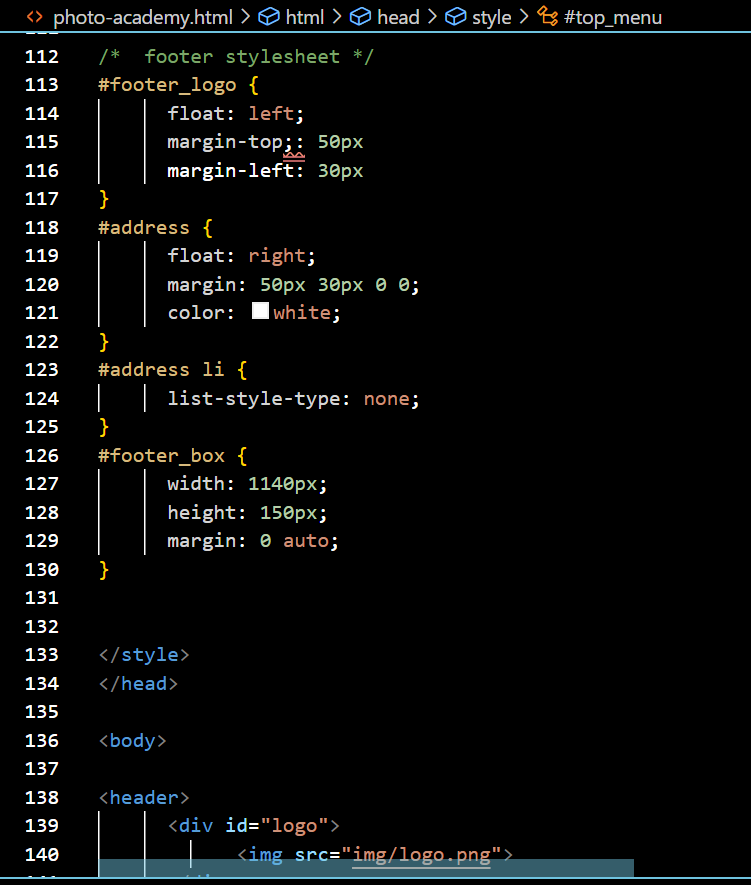 photo-academy.html > html > head > style > #top_menu
112 /*  footer stylesheet */
113 #footer_logo {
114 float: left;
115 margin-top;: 50px
116 margin-left: 30px
117 }
118 #address {
119 float: right;
120 margin: 50px 30px 0 0;
121 color: white;
122 }
123 #address li {
124 list-style-type: none;
125 }
126 #footer_box {
127 width: 1140px;
128 height: 150px;
129 margin: 0 auto;
130 }
131
132
133 </style>
134 </head>
135
136 <body>
137
138 <header>
139 <div id="logo">
140 <img src="img/logo.png">